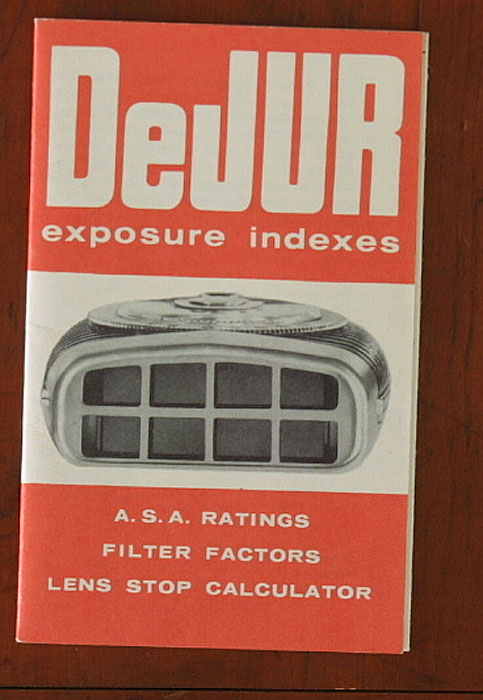 DeJUR
exposure indexes
A.S.A. RATINGS
FILTER FACTORS
LENS STOP CALCULATOR